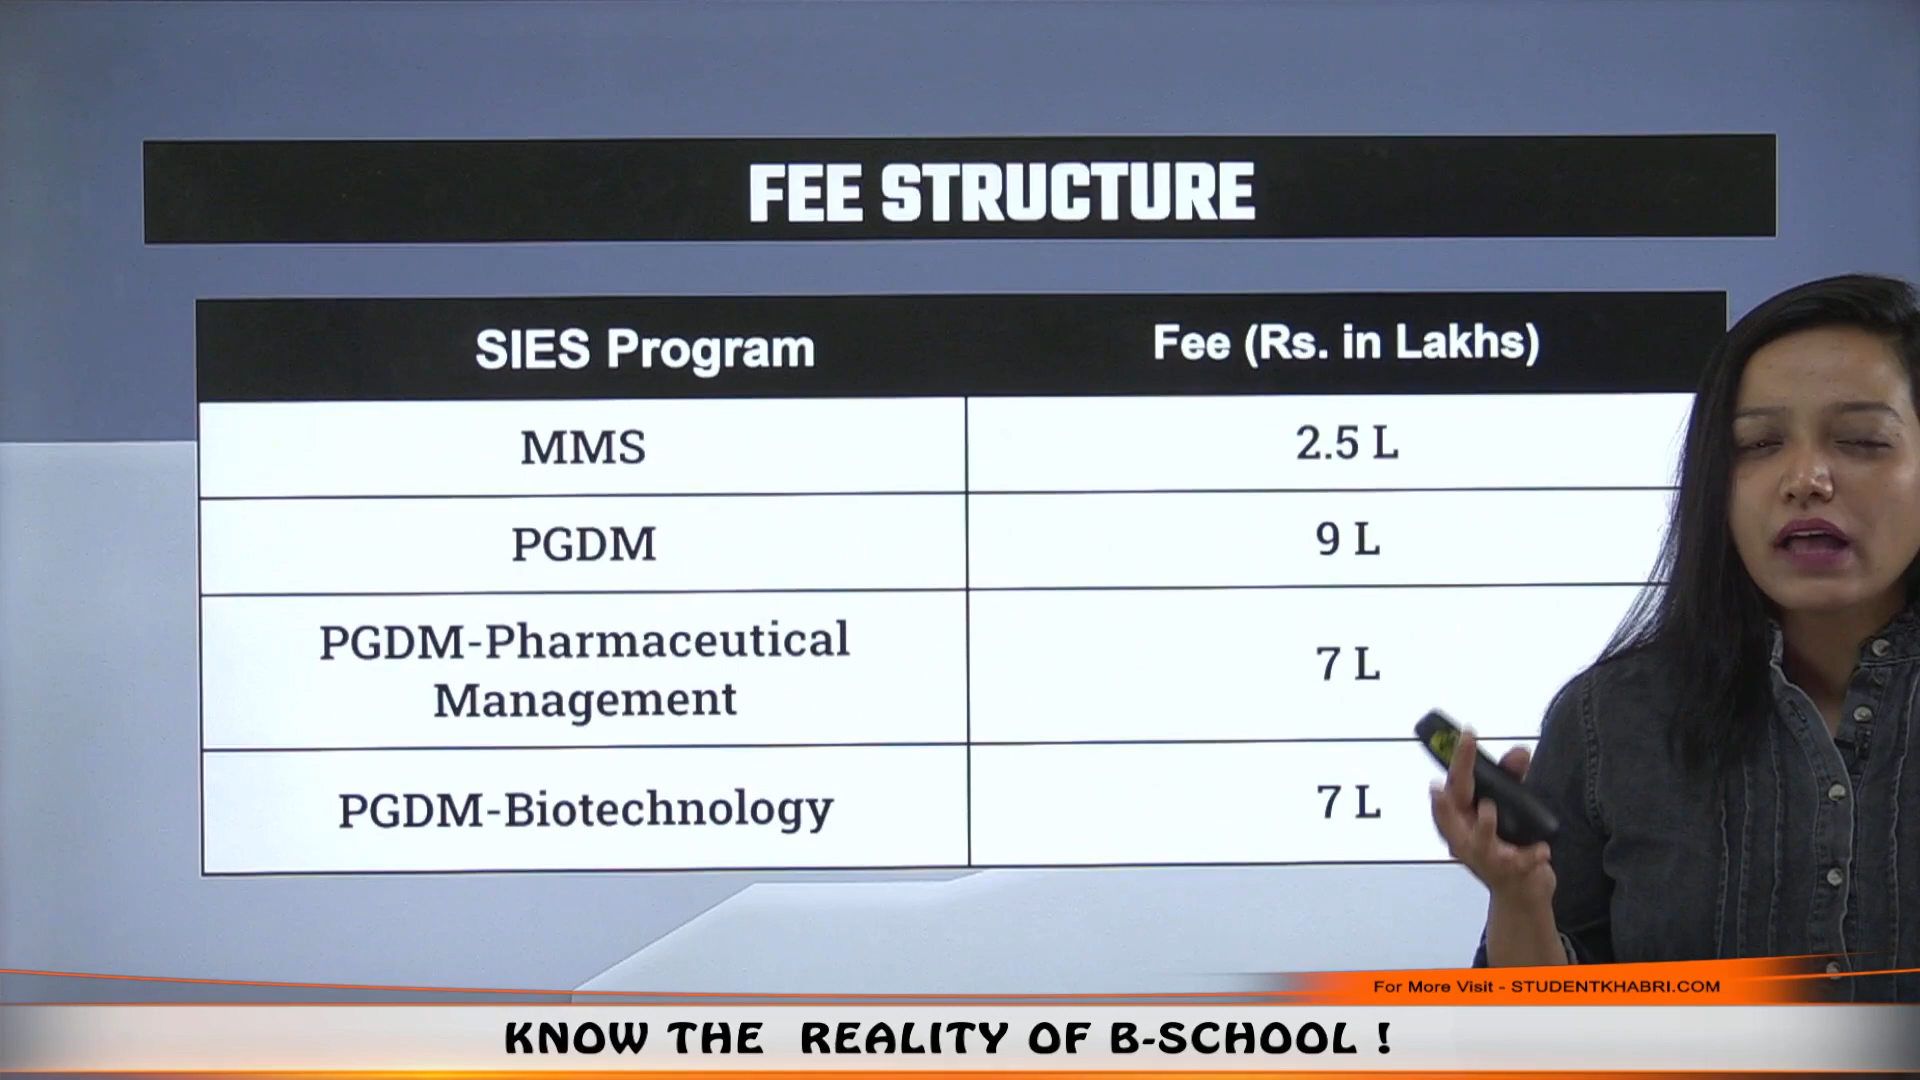 FEE STRUCTURE
SIES Program Fee (Rs. in Lakhs)
MMS 2.5 L
PGDM 9 L
PGDM-Pharmaceutical
Management 7 L
PGDM-Biotechnology 7 L
For More Visit - STUDENTKHABRI.COM
KNOW THE REALITY OF B-SCHOOL !